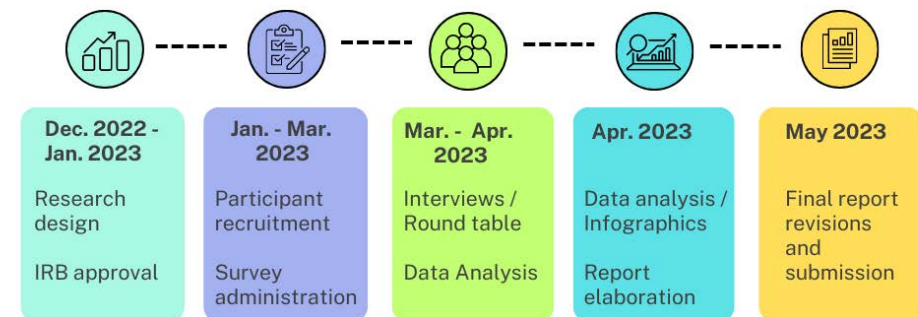 Dec. 2022 -
Jan. 2023
Research
design
IRB approval
Jan. - Mar.
2023
Participant
recruitment
Survey
administration
Mar. - Apr.
2023
Interviews /
Round table
Data Analysis
Apr. 2023
Data analysis /
Infographics
Report
elaboration
May 2023
Final report
revisions
and
submission